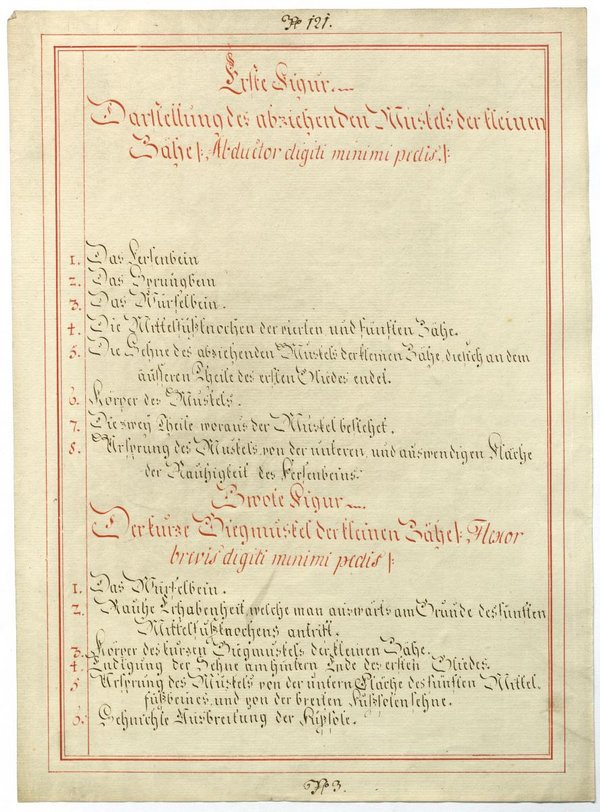 № 121.
Erste Figur.
Darstellung des abziehenden Muskels der kleinen
Zähe |: Abductor digiti minimi pedis. :|
1. Das Fersenbein
2. Das Sprungbein
3. Das Würfelbein.
4. Die Mittelfußknochen der vierten und fünften Zähe.
5. Die Sehne des abziehenden Muskels der kleinen Zähe, die sich an dem
äusseren Theile des ersten Gliedes endet.
6. Körper des Muskels.
7. Die zwey Theile woraus der Muskel bestehet.
8. Ursprung des Muskels von der unteren, und auswendigen Fläche
der Rauhigkeit des Fersenbeins.
Zwote Figur
Der kurze Biegmuskel der kleinen Zähe |: Flexor
brevis digiti minimi pedis :|
1. Das Würfelbein.
2. Rauhe Erhabenheit, welche man auswärts am Grunde des fünften
Mittelfußknochens antrift.
3. Körper des kurzen Biegmuskels der kleinen Zähe.
4. Endigung der Sehne am hintern Ende des ersten Gliedes.
5 Ursprung des Muskels von der untern Fläche des fünften Mittel-
fußbeines, und von der breiten Fußsolensehne.
6. Sehnichte Ausbreitung der
№ 3.